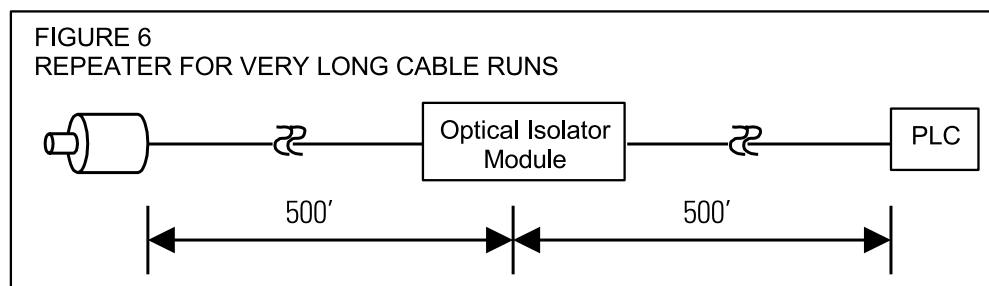 FIGURE 6
REPEATER FOR VERY LONG CABLE RUNS
Optical Isolator
Module
PLC
500′
500′